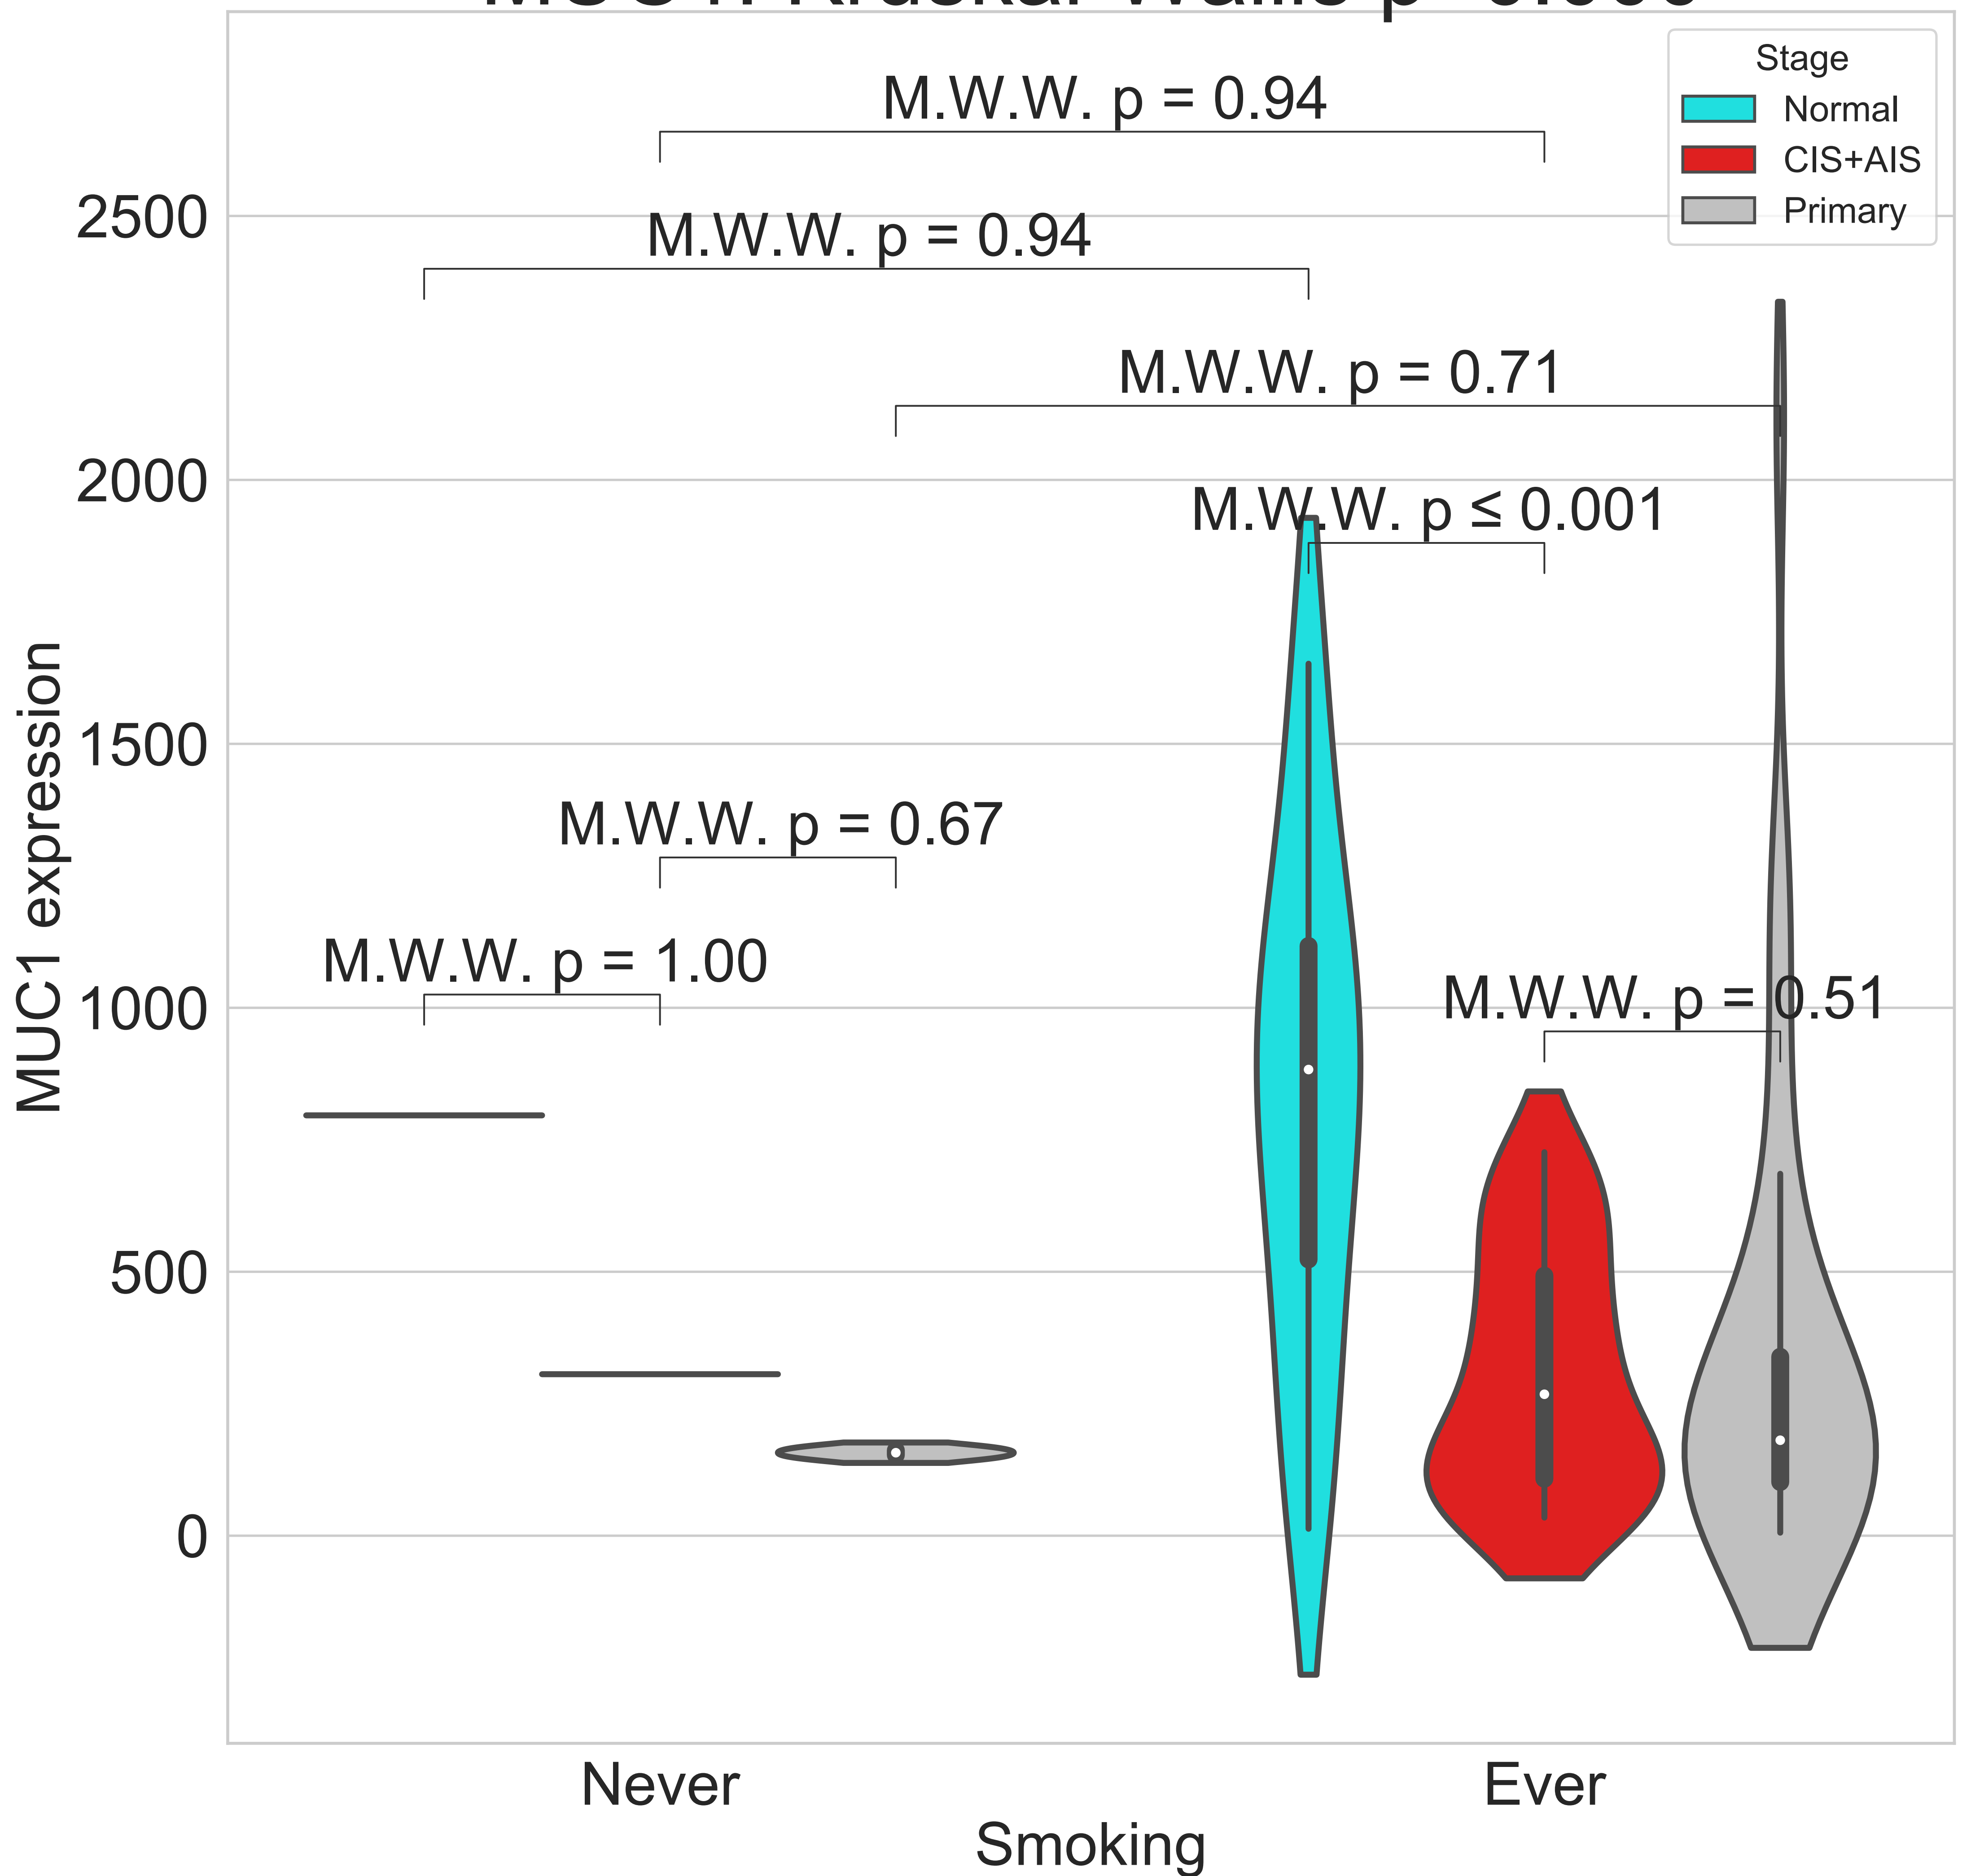 Stage
Normal
CIS+AIS
Primary
M.W.W. p = 0.94
M.W.W. p = 0.94
M.W.W. p = 0.71
M.W.W. p ≤ 0.001
M.W.W. p = 0.67
M.W.W. p = 1.00
M.W.W. p = 0.51
2500
2000
1500
1000
500
0
MUC1 expression
Never
Ever
Smoking